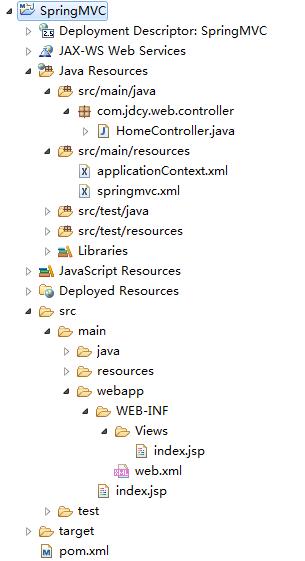 SpringMVC
2.5 Deployment Descriptor: SpringMVC
JAX-WS Web Services
Java Resources
src/main/java
com.jdcy.web.controller
J HomeController.java
src/main/resources
X applicationContext.xml
X springmvc.xml
src/test/java
src/test/resources
Libraries
JavaScript Resources
Deployed Resources
src
main
java
resources
webapp
WEB-INF
Views
index.jsp
web.xml
index.jsp
test
target
M pom.xml